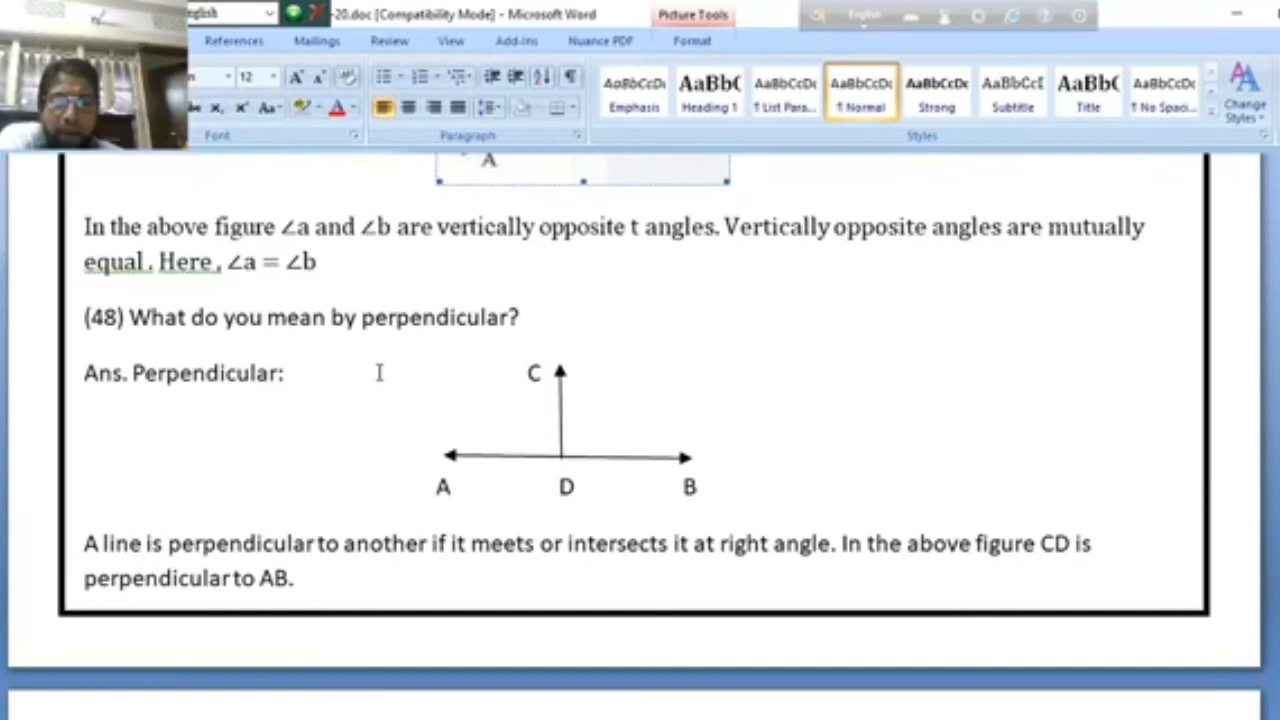 nglish
-20.doc [Compatibility Mode] - Microsoft Word
Picture Tools
English
References Mailings Review View Add-Ins Nuance PDF Format
12
AaBbCcDc AaBbC AaBbCcDc AaBbCcDc AaBbCcDc AaBbCcI AaBb( AaBbCcDc
Emphasis Heading 1 ¶ List Para... ¶ Normal Strong Subtitle Title ¶ No Spaci...
Change
Styles
Font Paragraph Styles
A
In the above figure ∠a and ∠b are vertically opposite t angles. Vertically opposite angles are mutually
equal. Here, ∠a = ∠b
(48) What do you mean by perpendicular?
Ans. Perpendicular:
C
A D B
A line is perpendicular to another if it meets or intersects it at right angle. In the above figure CD is
perpendicular to AB.